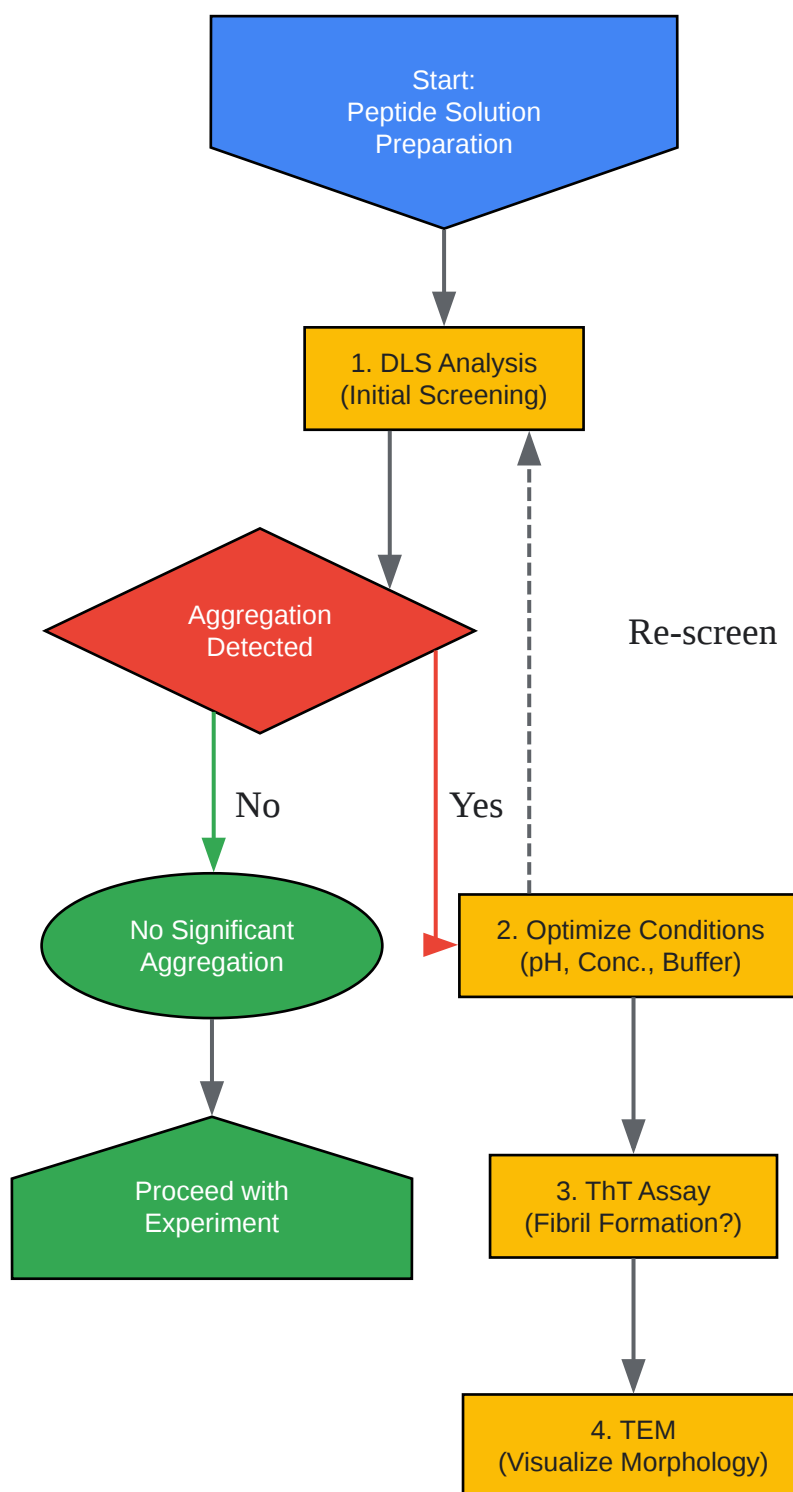 Start:
Peptide Solution
Preparation
1. DLS Analysis
(Initial Screening)
Aggregation
Detected
Re-screen
No
Yes
No Significant
Aggregation
2. Optimize Conditions
(pH, Conc., Buffer)
Proceed with
Experiment
3. ThT Assay
(Fibril Formation?)
4. TEM
(Visualize Morphology)